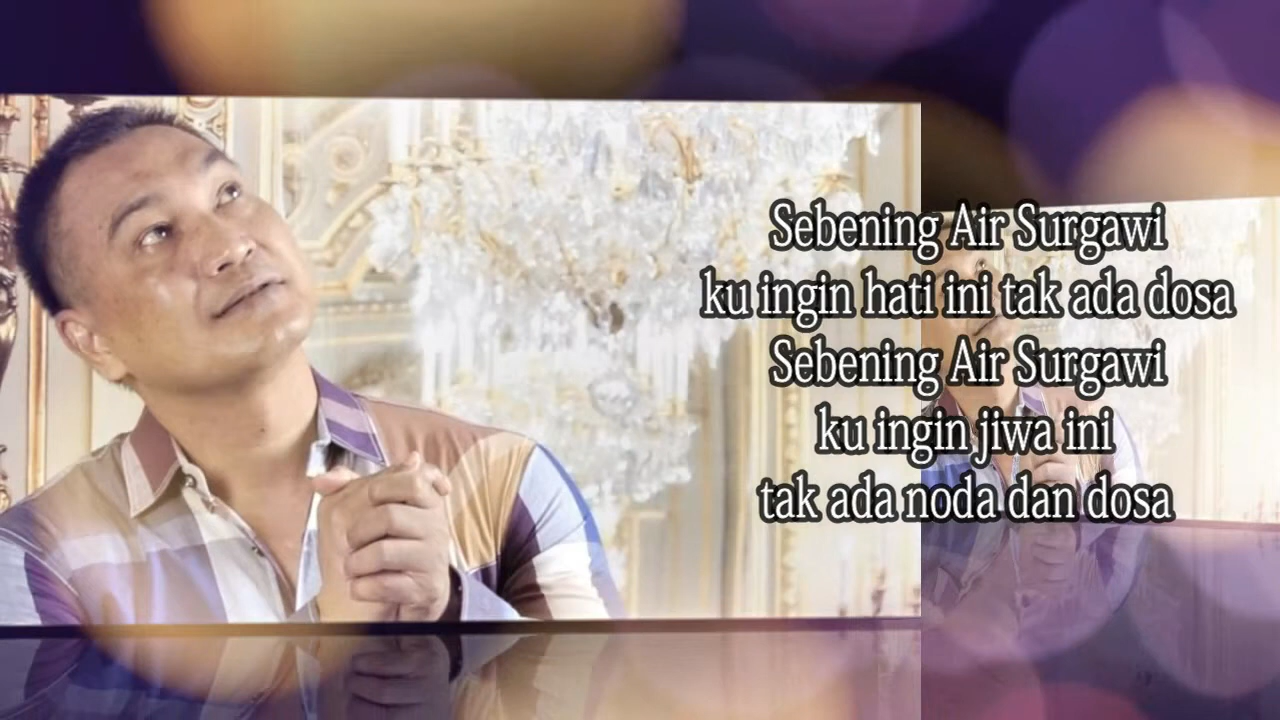 Sebening Air Surgawi
ku ingin hati ini tak ada dosa
Sebening Air Surgawi
ku ingin jiwa ini
tak ada noda dan dosa